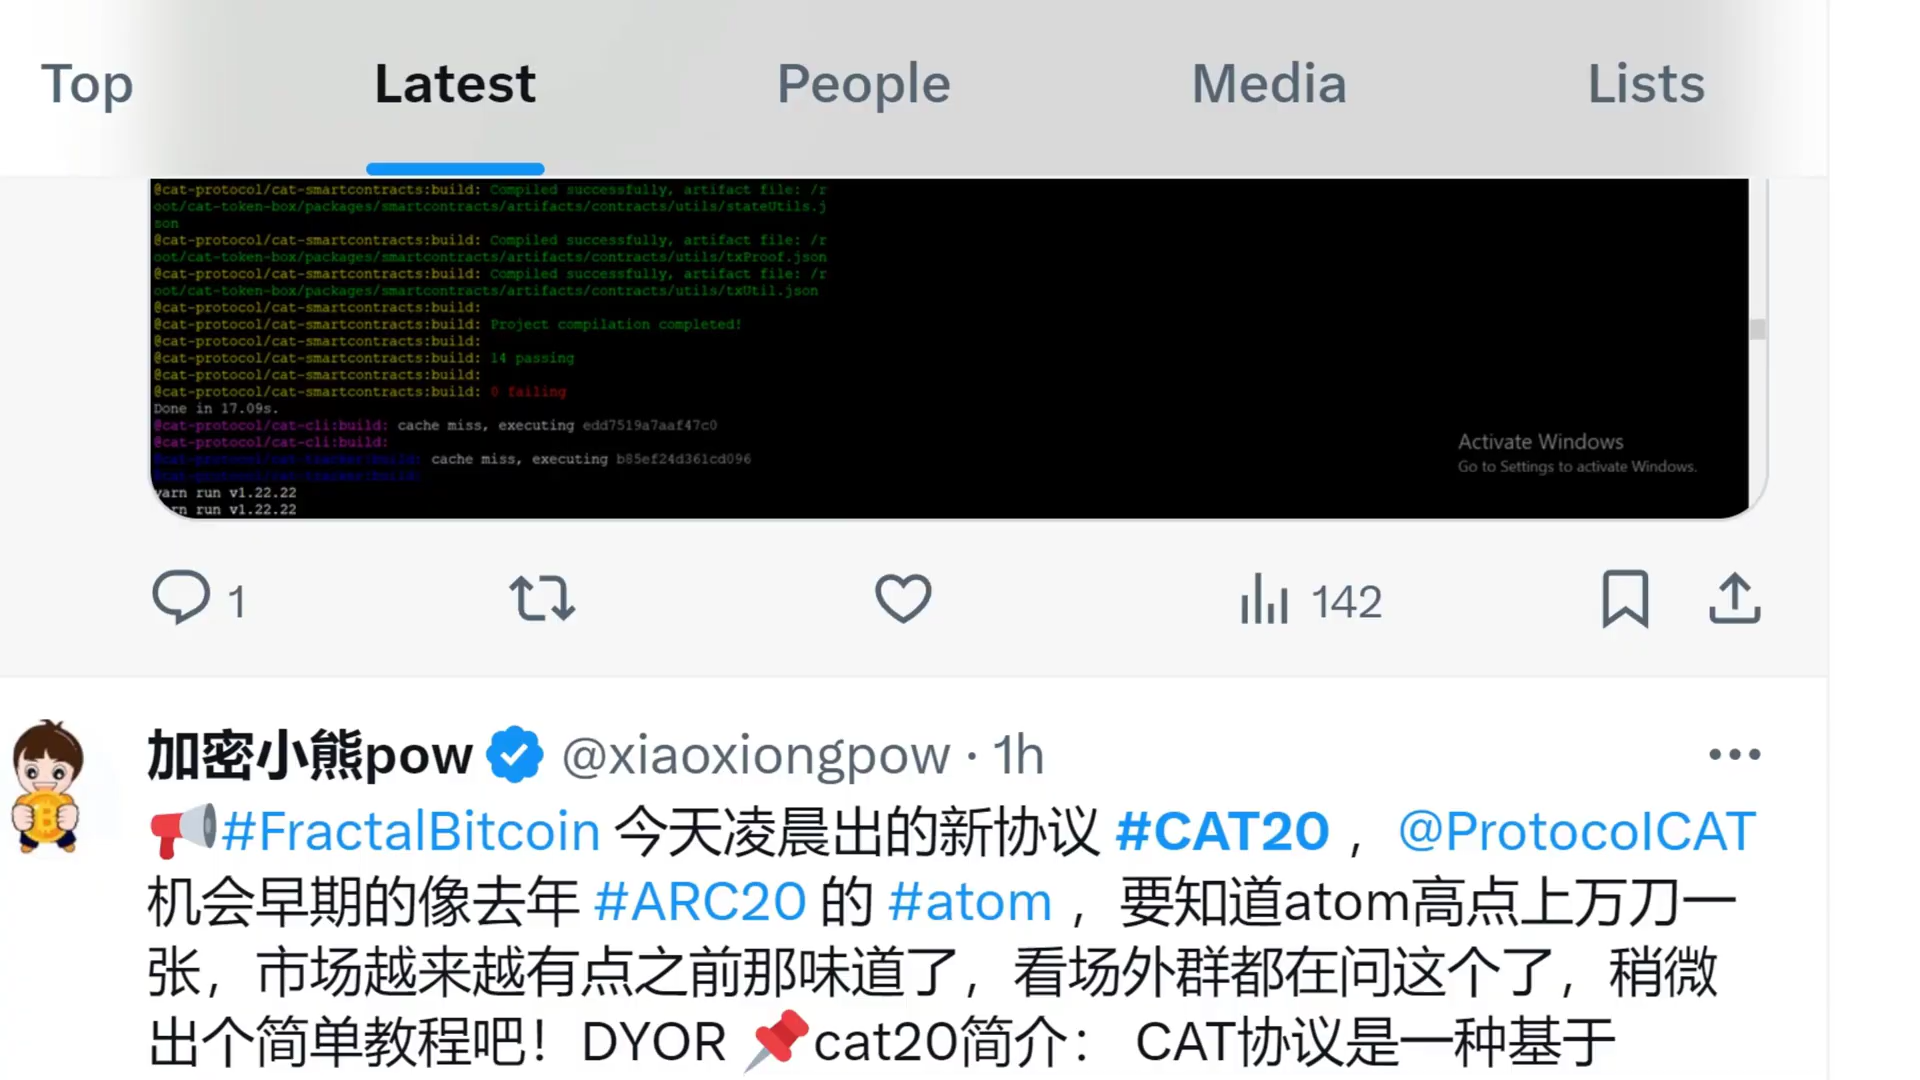 Top Latest People Media Lists
@cat-protocol/cat-smartcontracts:build: Compiled successfully, artifact file: /r
oot/cat-token-box/packages/smartcontracts/artifacts/contracts/utils/stateUtils.j
son
@cat-protocol/cat-smartcontracts:build: Compiled successfully, artifact file: /r
oot/cat-token-box/packages/smartcontracts/artifacts/contracts/utils/txProof.json
@cat-protocol/cat-smartcontracts:build: Compiled successfully, artifact file: /r
oot/cat-token-box/packages/smartcontracts/artifacts/contracts/utils/txUtil.json
@cat-protocol/cat-smartcontracts:build:
@cat-protocol/cat-smartcontracts:build: Project compilation completed!
@cat-protocol/cat-smartcontracts:build:
@cat-protocol/cat-smartcontracts:build: 14 passing
@cat-protocol/cat-smartcontracts:build:
@cat-protocol/cat-smartcontracts:build: 0 failing
Done in 17.09s.
@cat-protocol/cat-cli:build: cache miss, executing edd7519a7aaf47c0
@cat-protocol/cat-cli:build:
@cat-protocol/cat-tracker:build: cache miss, executing b85ef24d361cd096
@cat-protocol/cat-tracker:build:
yarn run v1.22.22
rn run v1.22.22
Activate Windows
Go to Settings to activate Windows.
1 142
加密小熊pow @xiaoxiongpow · 1h
📢#FractalBitcoin 今天凌晨出的新协议 #CAT20 ，@ProtocolCAT
机会早期的像去年 #ARC20 的 #atom ，要知道atom高点上万刀一
张，市场越来越有点之前那味道了，看场外群都在问这个了，稍微
出个简单教程吧！DYOR 📌cat20简介： CAT协议是一种基于